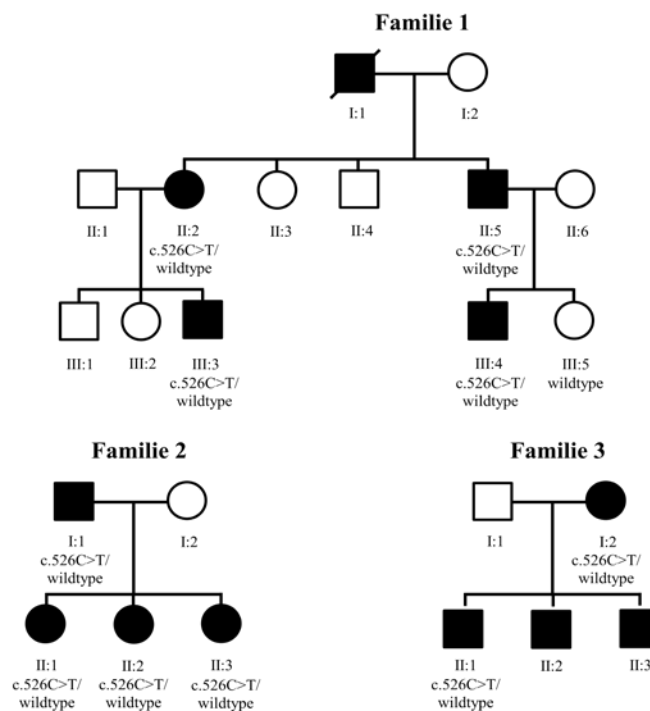 Familie 1
I:1
I:2
II:1
II:2
c.526C>T/
wildtype
II:3
II:4
II:5
c.526C>T/
wildtype
II:6
III:1
III:2
III:3
c.526C>T/
wildtype
III:4
c.526C>T/
wildtype
III:5
wildtype
Familie 2
I:1
c.526C>T/
wildtype
I:2
II:1
c.526C>T/
wildtype
II:2
c.526C>T/
wildtype
II:3
c.526C>T/
wildtype
Familie 3
I:1
I:2
c.526C>T/
wildtype
II:1
c.526C>T/
wildtype
II:2
II:3